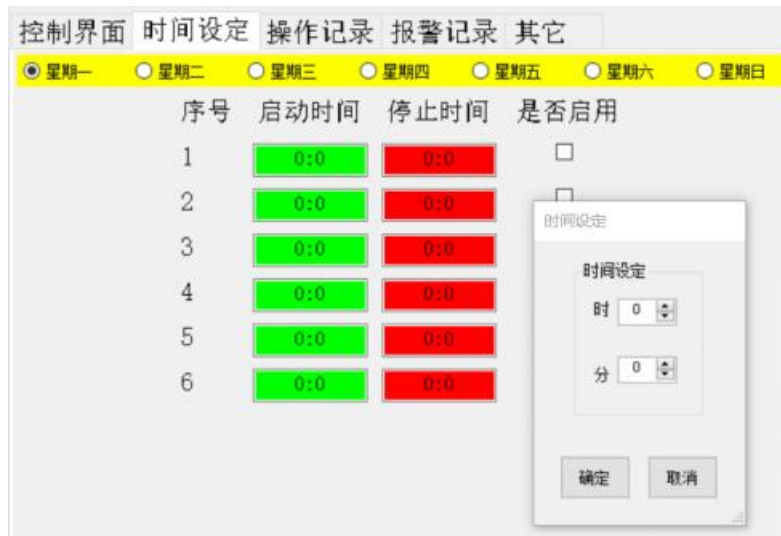 控制界面 时间设定 操作记录 报警记录 其它
星期一 星期二 星期三 星期四 星期五 星期六 星期日
序号 启动时间 停止时间 是否启用
1 0:0 0:0
2 0:0 0:0
3 0:0 0:0
4 0:0 0:0
5 0:0 0:0
6 0:0 0:0
时间设定
时间设定
时 0
分 0
确定 取消